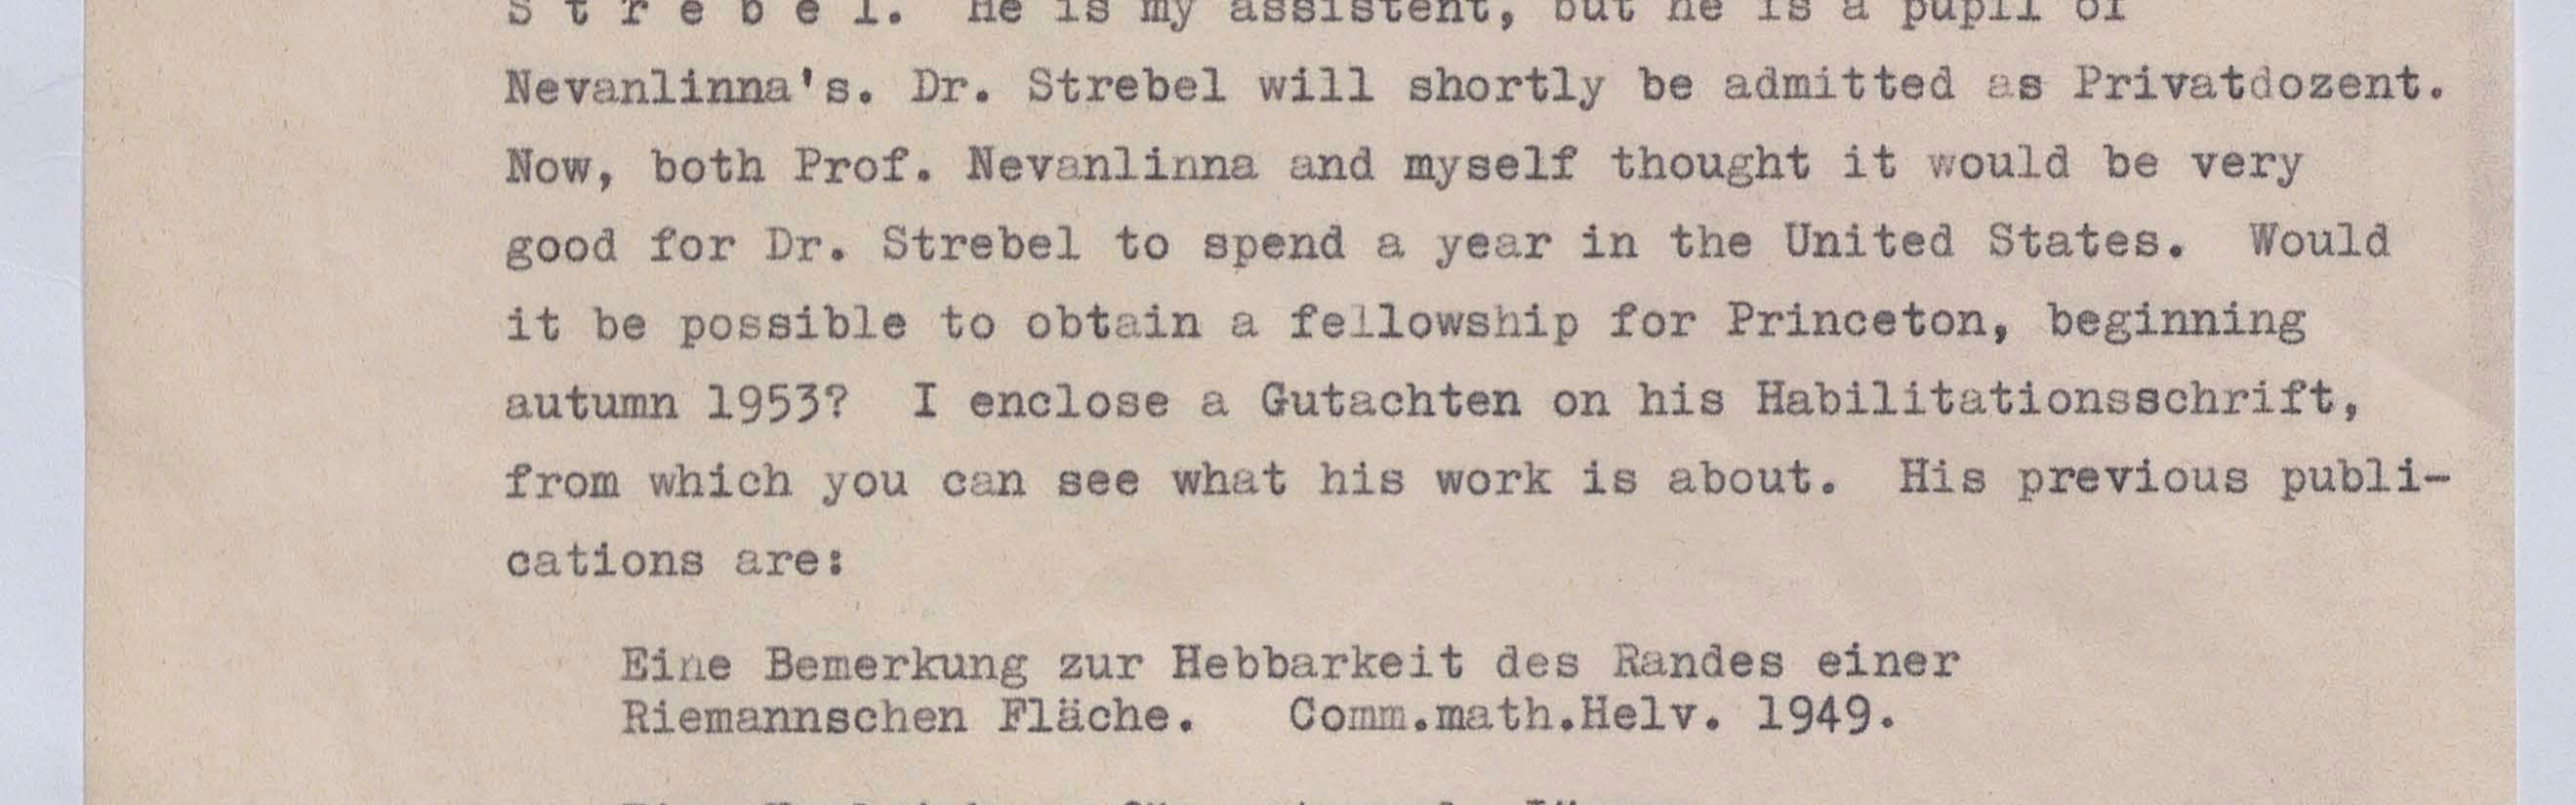 S t r e b e l.  He is my assistent, but he is a pupil of
Nevanlinna's. Dr. Strebel will shortly be admitted as Privatdozent.
Now, both Prof. Nevanlinna and myself thought it would be very
good for Dr. Strebel to spend a year in the United States.  Would
it be possible to obtain a fellowship for Princeton, beginning
autumn 1953?  I enclose a Gutachten on his Habilitationsschrift,
from which you can see what his work is about.  His previous publi-
cations are:
Eine Bemerkung zur Hebbarkeit des Randes einer
Riemannschen Fläche.   Comm.math.Helv. 1949.